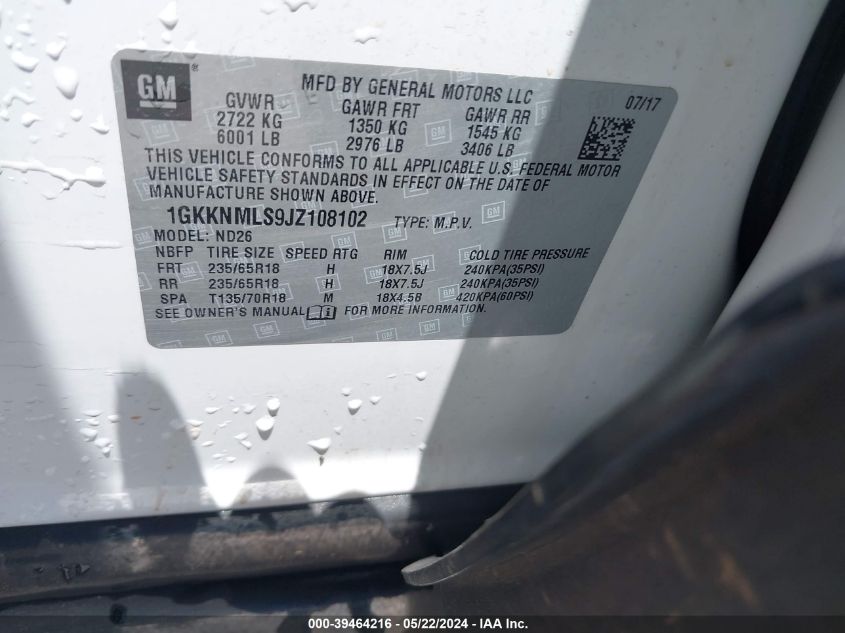 GM ®
MFD BY GENERAL MOTORS LLC
07/17
GVWR GAWR FRT GAWR RR
2722 KG 1350 KG 1545 KG
6001 LB 2976 LB 3406 LB
THIS VEHICLE CONFORMS TO ALL APPLICABLE U.S. FEDERAL MOTOR
VEHICLE SAFETY STANDARDS IN EFFECT ON THE DATE OF
MANUFACTURE SHOWN ABOVE.
1GKKNMLS9JZ108102 TYPE: M.P.V.
MODEL: ND26
NBFP TIRE SIZE SPEED RTG RIM COLD TIRE PRESSURE
FRT 235/65R18 H 18X7.5J 240KPA(35PSI)
RR 235/65R18 H 18X7.5J 240KPA(35PSI)
SPA T135/70R18 M 18X4.5B 420KPA(60PSI)
SEE OWNER'S MANUAL FOR MORE INFORMATION.
000-39464216 - 05/22/2024 - IAA Inc.